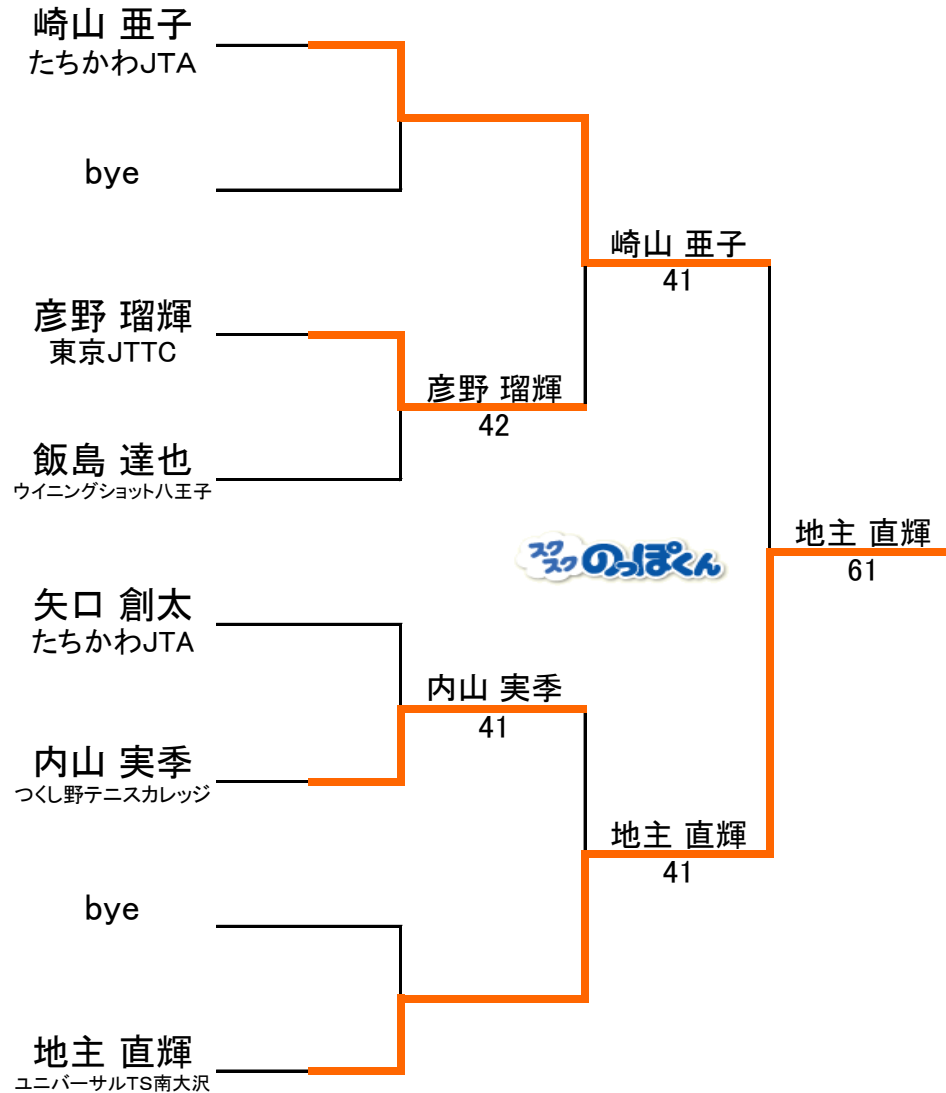 崎山 亜子
たちかわJTA
bye
崎山 亜子
41
彦野 瑠輝
東京JTTC
彦野 瑠輝
42
飯島 達也
ウイニングショット八王子
スクスクのっぽくん
地主 直輝
61
矢口 創太
たちかわJTA
内山 実季
41
内山 実季
つくし野テニスカレッジ
地主 直輝
41
bye
地主 直輝
ユニバーサルTS南大沢